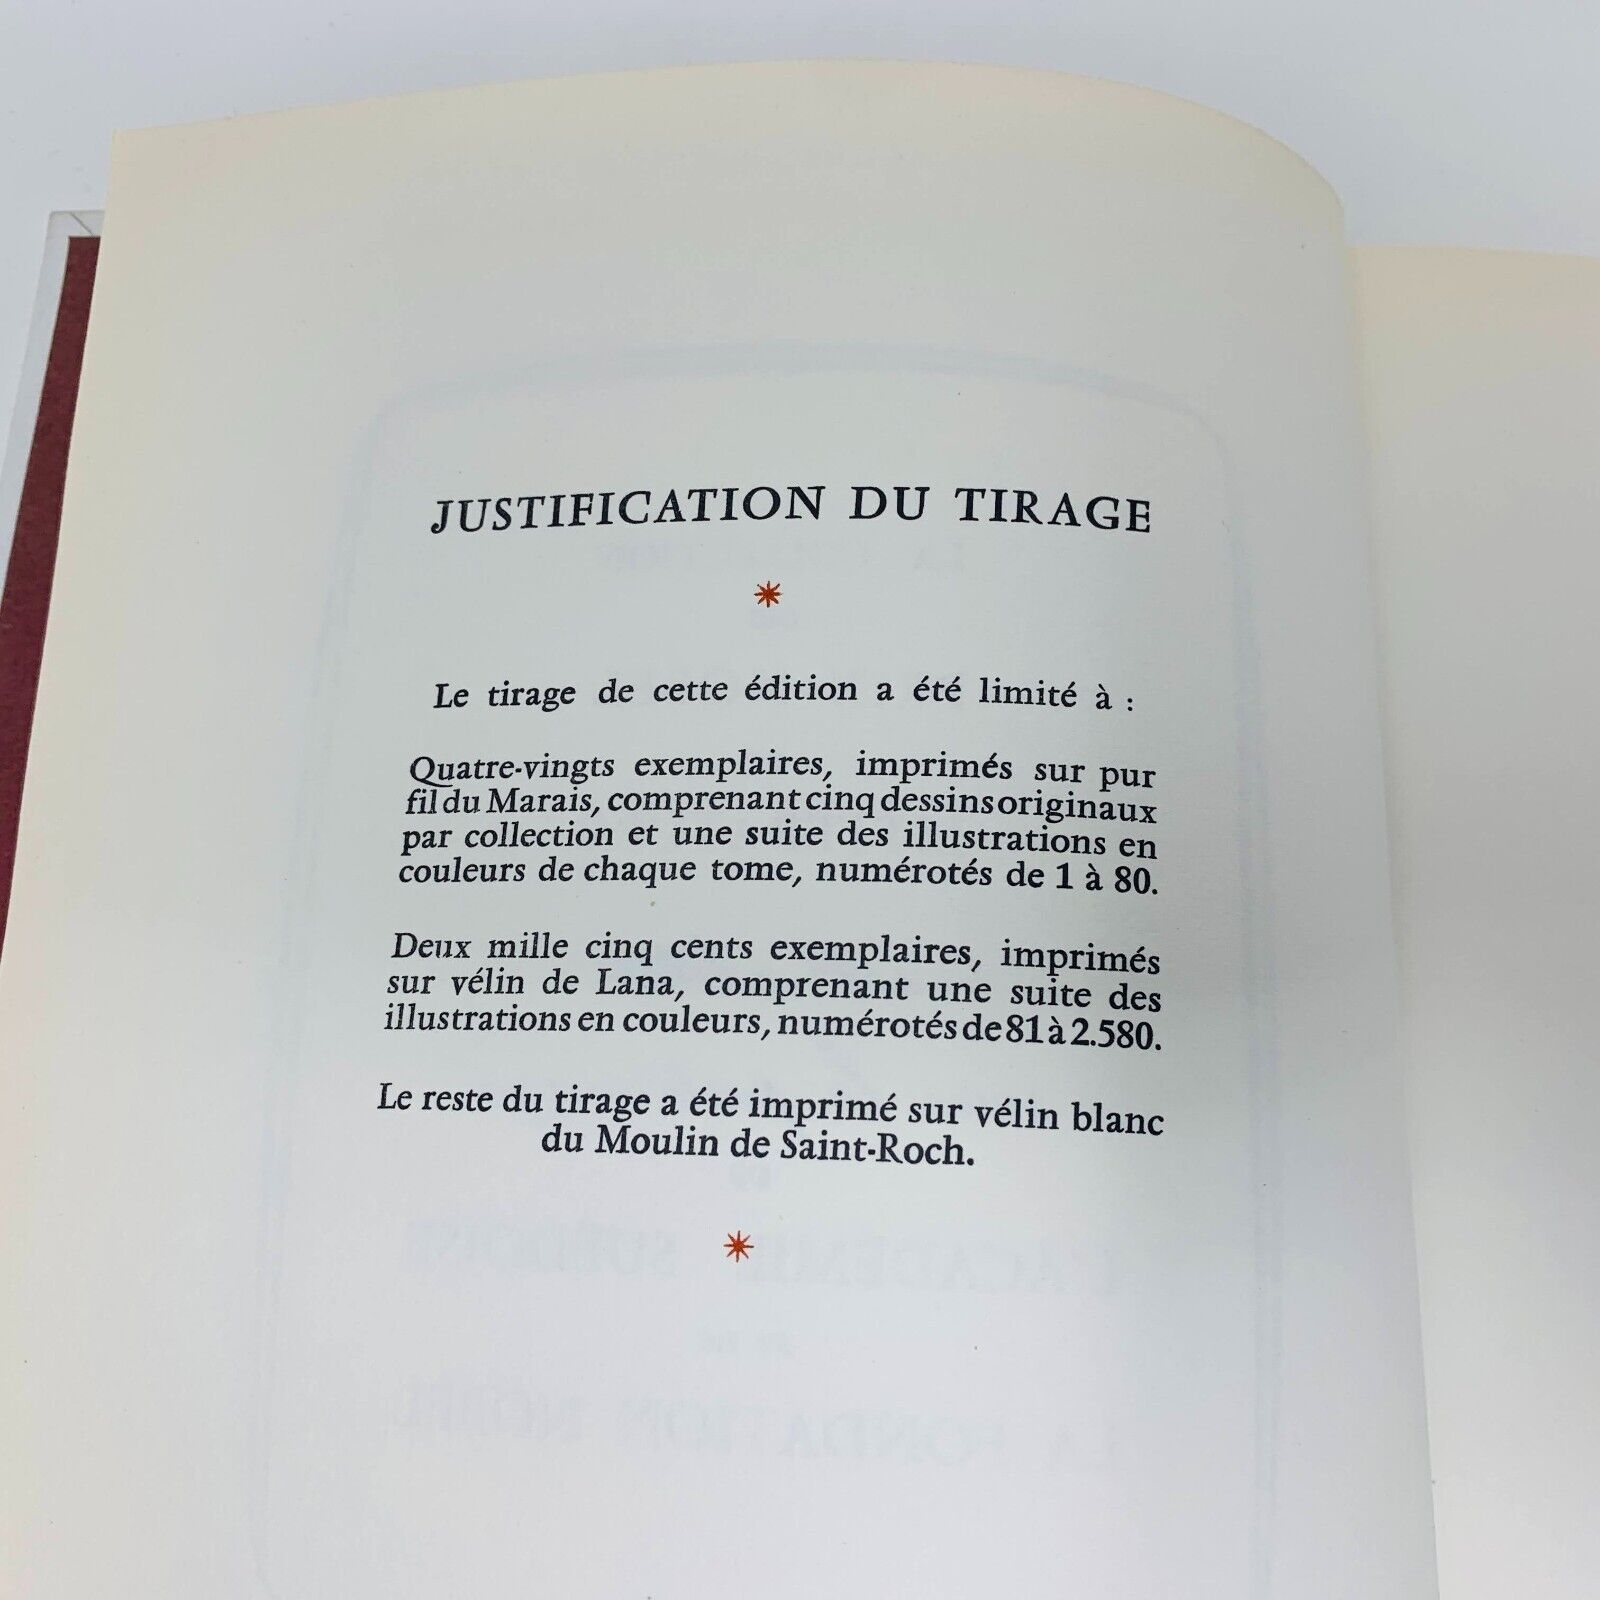 JUSTIFICATION DU TIRAGE
Le tirage de cette édition a été limité à :
Quatre-vingts exemplaires, imprimés sur pur
fil du Marais, comprenant cinq dessins originaux
par collection et une suite des illustrations en
couleurs de chaque tome, numérotés de 1 à 80.
Deux mille cinq cents exemplaires, imprimés
sur vélin de Lana, comprenant une suite des
illustrations en couleurs, numérotés de 81 à 2.580.
Le reste du tirage a été imprimé sur vélin blanc
du Moulin de Saint-Roch.